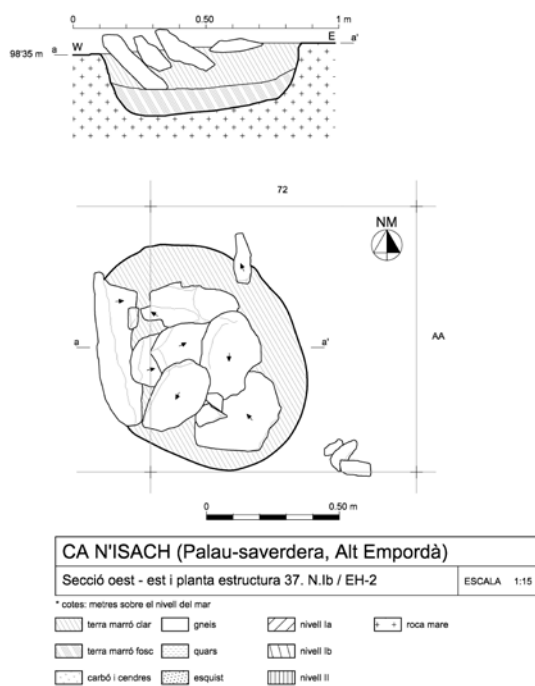 0 0.50 1 m
W E
98'35 m a a'
72
NM
a a' AA
0 0.50 m
CA N'ISACH (Palau-saverdera, Alt Empordà)
Secció oest - est i planta estructura 37. N.Ib / EH-2 ESCALA 1:15
* cotes: metres sobre el nivell del mar
terra marró clar gneis nivell Ia roca mare
terra marró fosc quars nivell Ib
carbó i cendres esquist nivell II